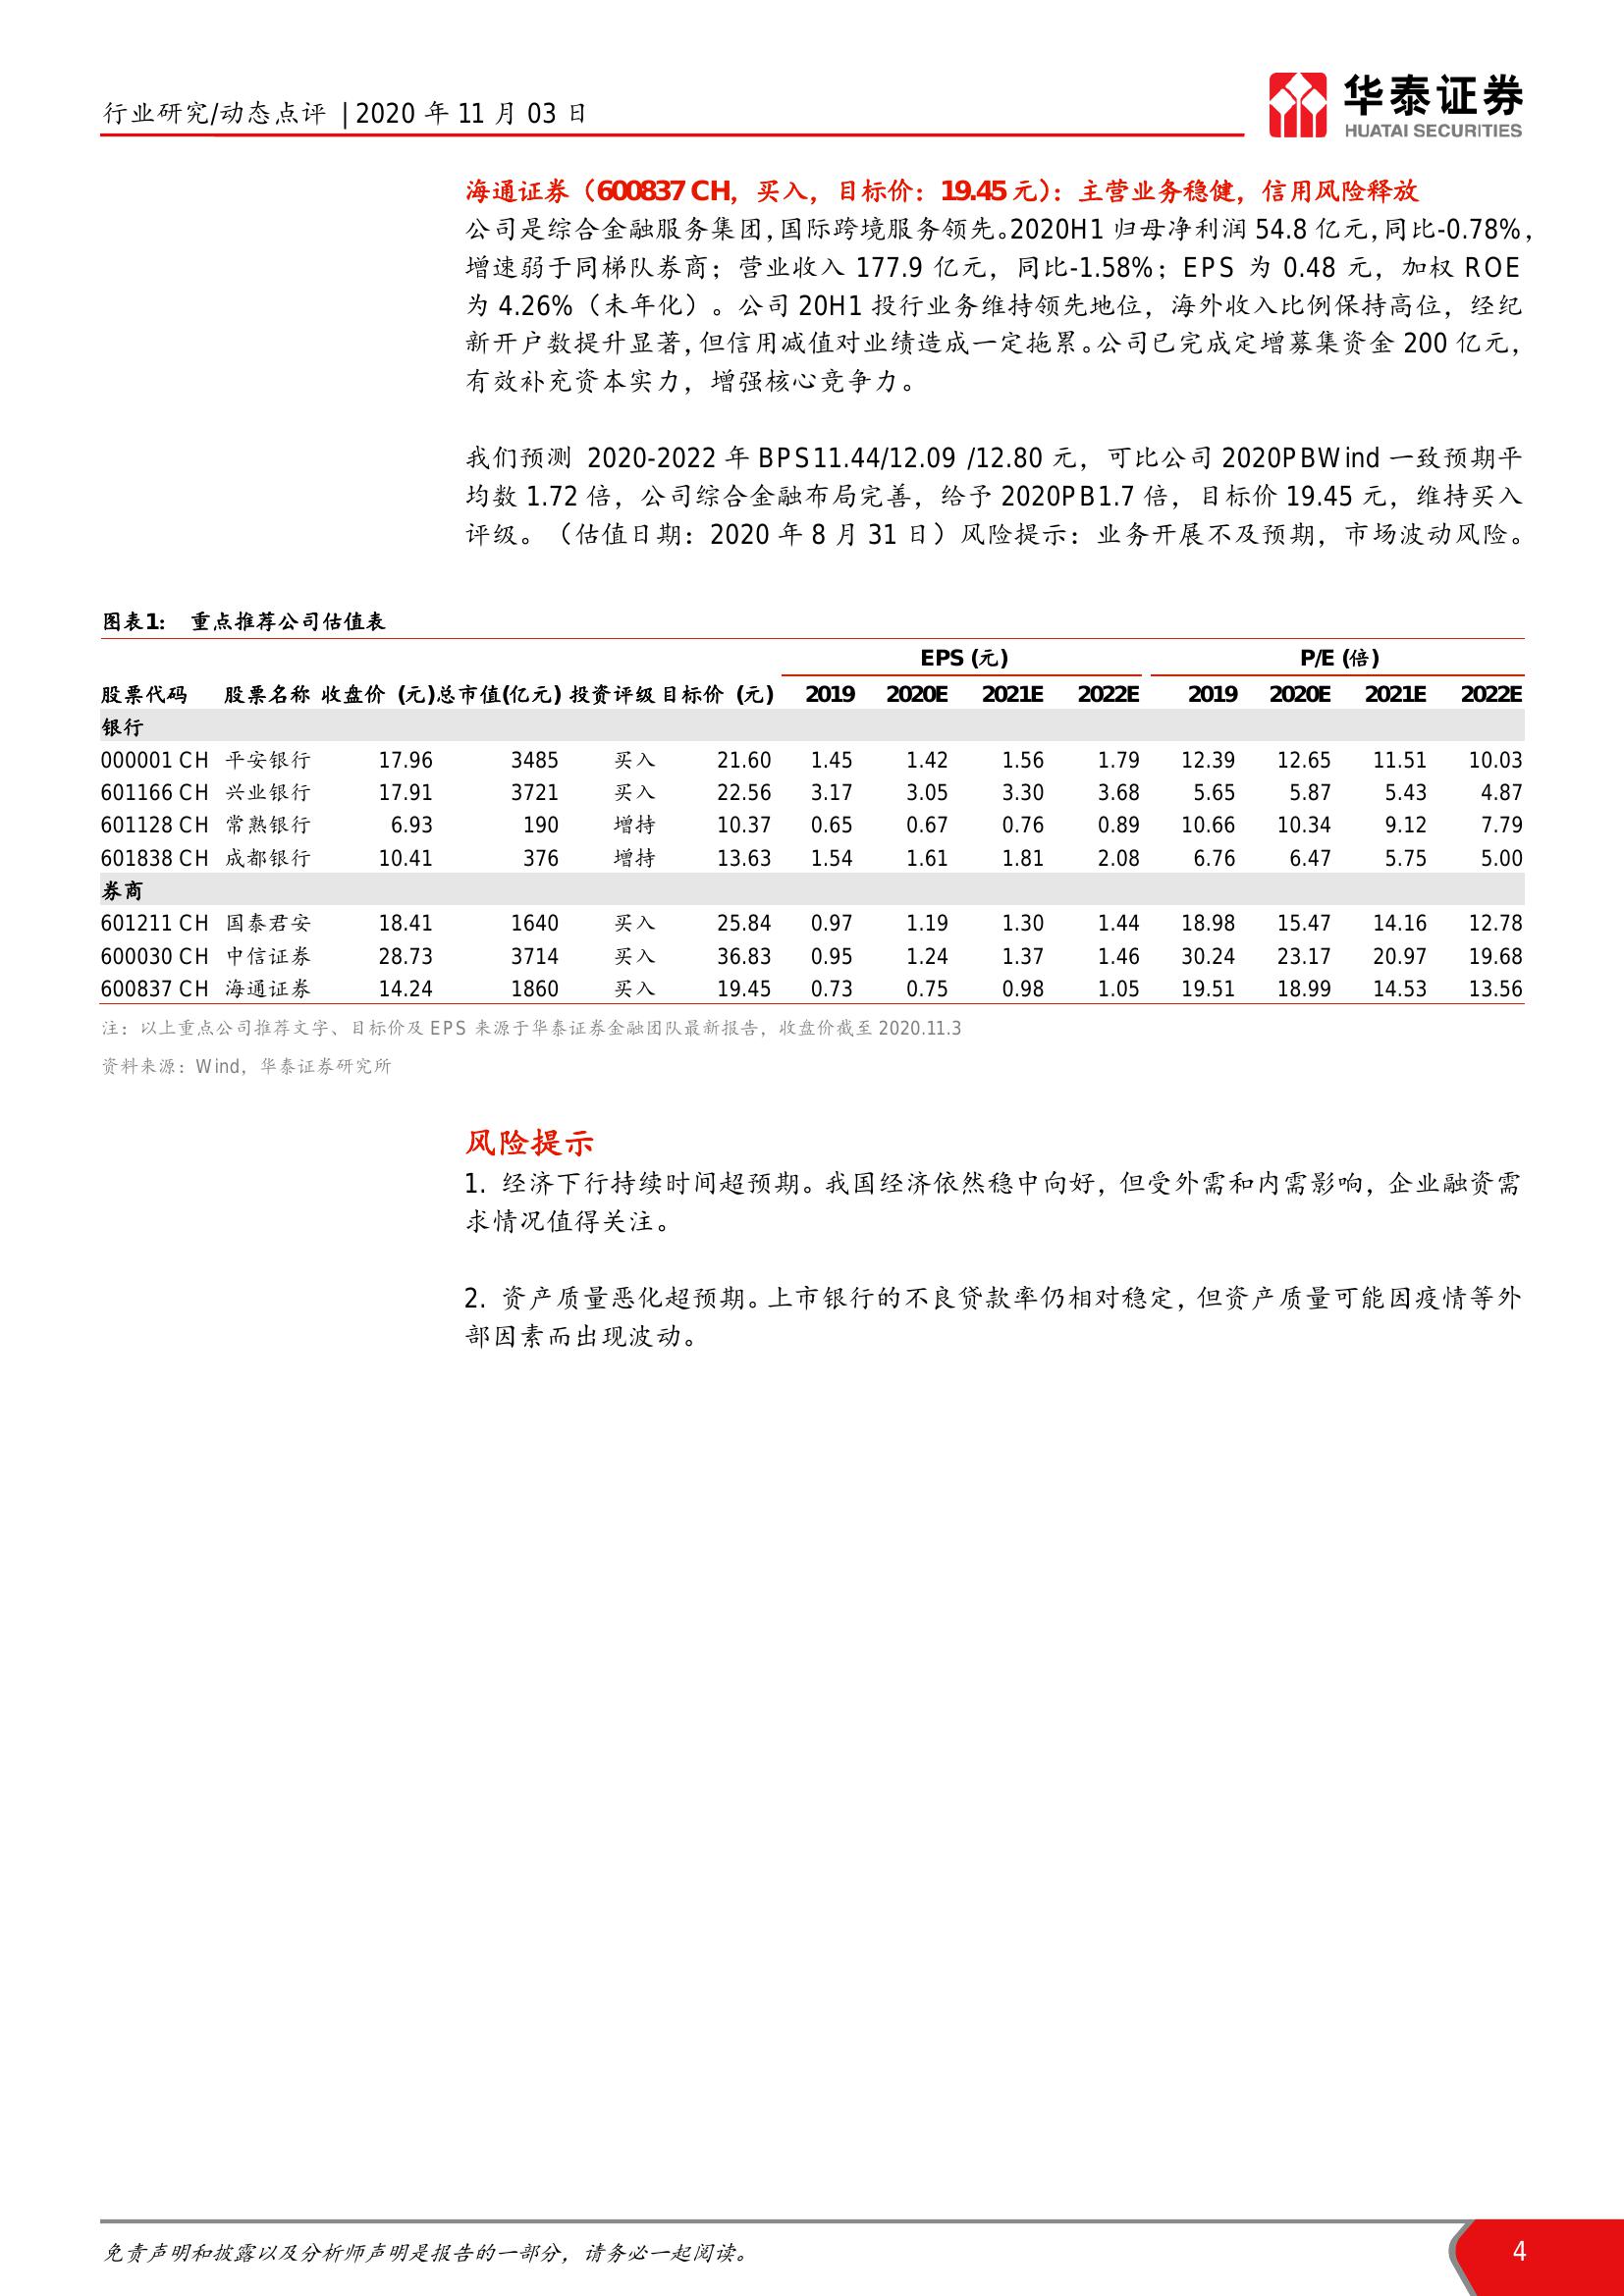 行业研究/动态点评 | 2020 年 11 月 03 日
华泰证券
HUATAI SECURITIES
海通证券（600837 CH，买入，目标价：19.45 元）：主营业务稳健，信用风险释放
公司是综合金融服务集团，国际跨境服务领先。2020H1 归母净利润 54.8 亿元，同比-0.78%，
增速弱于同梯队券商；营业收入 177.9 亿元，同比-1.58%；EPS 为 0.48 元，加权 ROE
为 4.26%（未年化）。公司 20H1 投行业务维持领先地位，海外收入比例保持高位，经纪
新开户数提升显著，但信用减值对业绩造成一定拖累。公司已完成定增募集资金 200 亿元，
有效补充资本实力，增强核心竞争力。
我们预测 2020-2022 年 BPS11.44/12.09 /12.80 元，可比公司 2020PBWind 一致预期平
均数 1.72 倍，公司综合金融布局完善，给予 2020PB1.7 倍，目标价 19.45 元，维持买入
评级。（估值日期：2020 年 8 月 31 日）风险提示：业务开展不及预期，市场波动风险。
图表1： 重点推荐公司估值表
EPS (元) P/E (倍)
股票代码 股票名称 收盘价 (元) 总市值(亿元) 投资评级 目标价 (元) 2019 2020E 2021E 2022E 2019 2020E 2021E 2022E
银行
000001 CH 平安银行 17.96 3485 买入 21.60 1.45 1.42 1.56 1.79 12.39 12.65 11.51 10.03
601166 CH 兴业银行 17.91 3721 买入 22.56 3.17 3.05 3.30 3.68 5.65 5.87 5.43 4.87
601128 CH 常熟银行 6.93 190 增持 10.37 0.65 0.67 0.76 0.89 10.66 10.34 9.12 7.79
601838 CH 成都银行 10.41 376 增持 13.63 1.54 1.61 1.81 2.08 6.76 6.47 5.75 5.00
券商
601211 CH 国泰君安 18.41 1640 买入 25.84 0.97 1.19 1.30 1.44 18.98 15.47 14.16 12.78
600030 CH 中信证券 28.73 3714 买入 36.83 0.95 1.24 1.37 1.46 30.24 23.17 20.97 19.68
600837 CH 海通证券 14.24 1860 买入 19.45 0.73 0.75 0.98 1.05 19.51 18.99 14.53 13.56
注：以上重点公司推荐文字、目标价及 EPS 来源于华泰证券金融团队最新报告，收盘价截至 2020.11.3
资料来源：Wind，华泰证券研究所
风险提示
1. 经济下行持续时间超预期。我国经济依然稳中向好，但受外需和内需影响，企业融资需
求情况值得关注。
2. 资产质量恶化超预期。上市银行的不良贷款率仍相对稳定，但资产质量可能因疫情等外
部因素而出现波动。
免责声明和披露以及分析师声明是报告的一部分，请务必一起阅读。
4